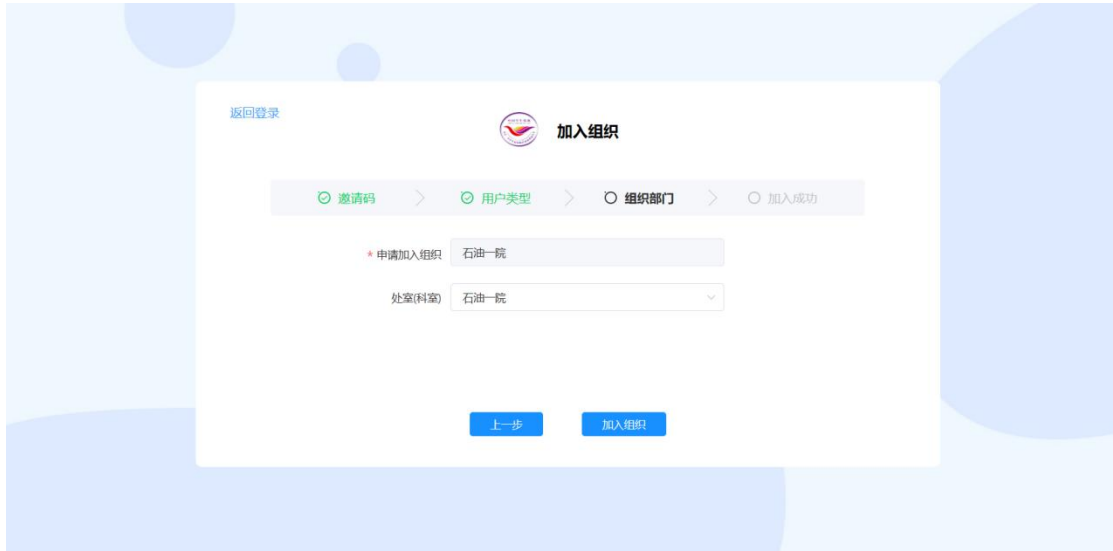 返回登录
加入组织
邀请码 用户类型 组织部门 加入成功
* 申请加入组织 石油一院
处室(科室) 石油一院
上一步 加入组织